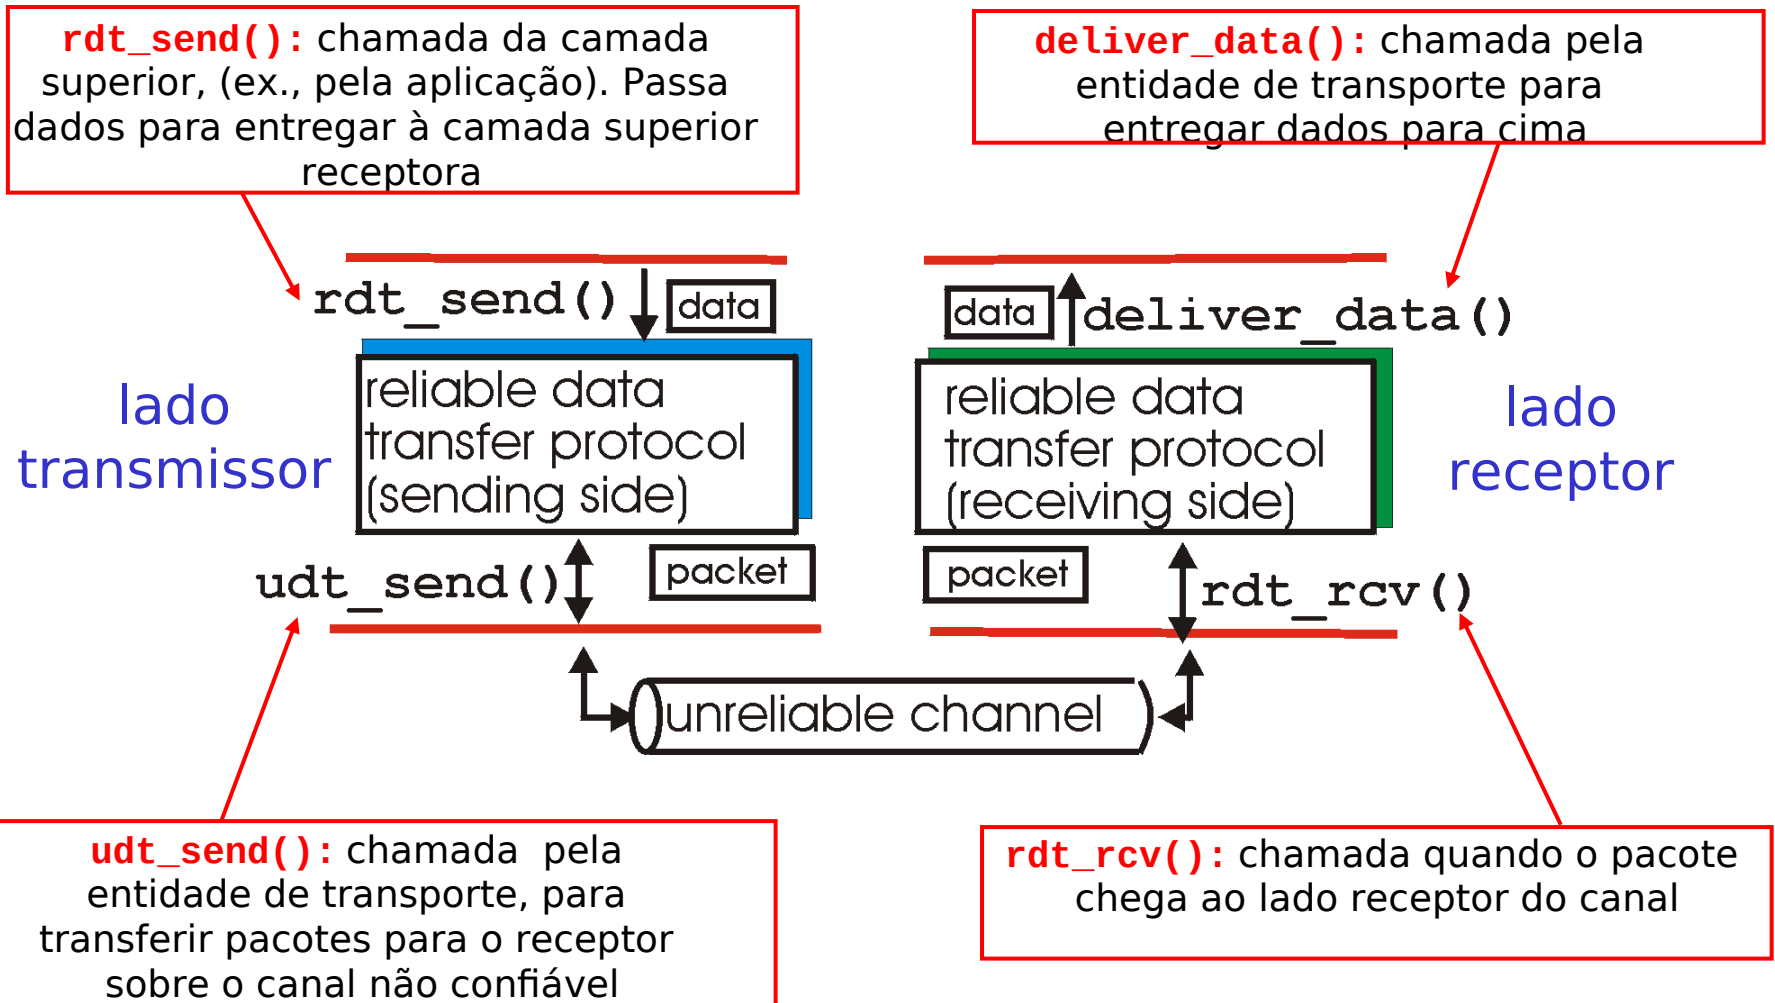 rdt_send(): chamada da camada
superior, (ex., pela aplicação). Passa
dados para entregar à camada superior
receptora
deliver_data(): chamada pela
entidade de transporte para
entregar dados para cima
rdt_send()
data
data
deliver_data()
lado
transmissor
reliable data
transfer protocol
(sending side)
reliable data
transfer protocol
(receiving side)
lado
receptor
udt_send()
packet
packet
rdt_rcv()
unreliable channel
udt_send(): chamada  pela
entidade de transporte, para
transferir pacotes para o receptor
sobre o canal não confiável
rdt_rcv(): chamada quando o pacote
chega ao lado receptor do canal